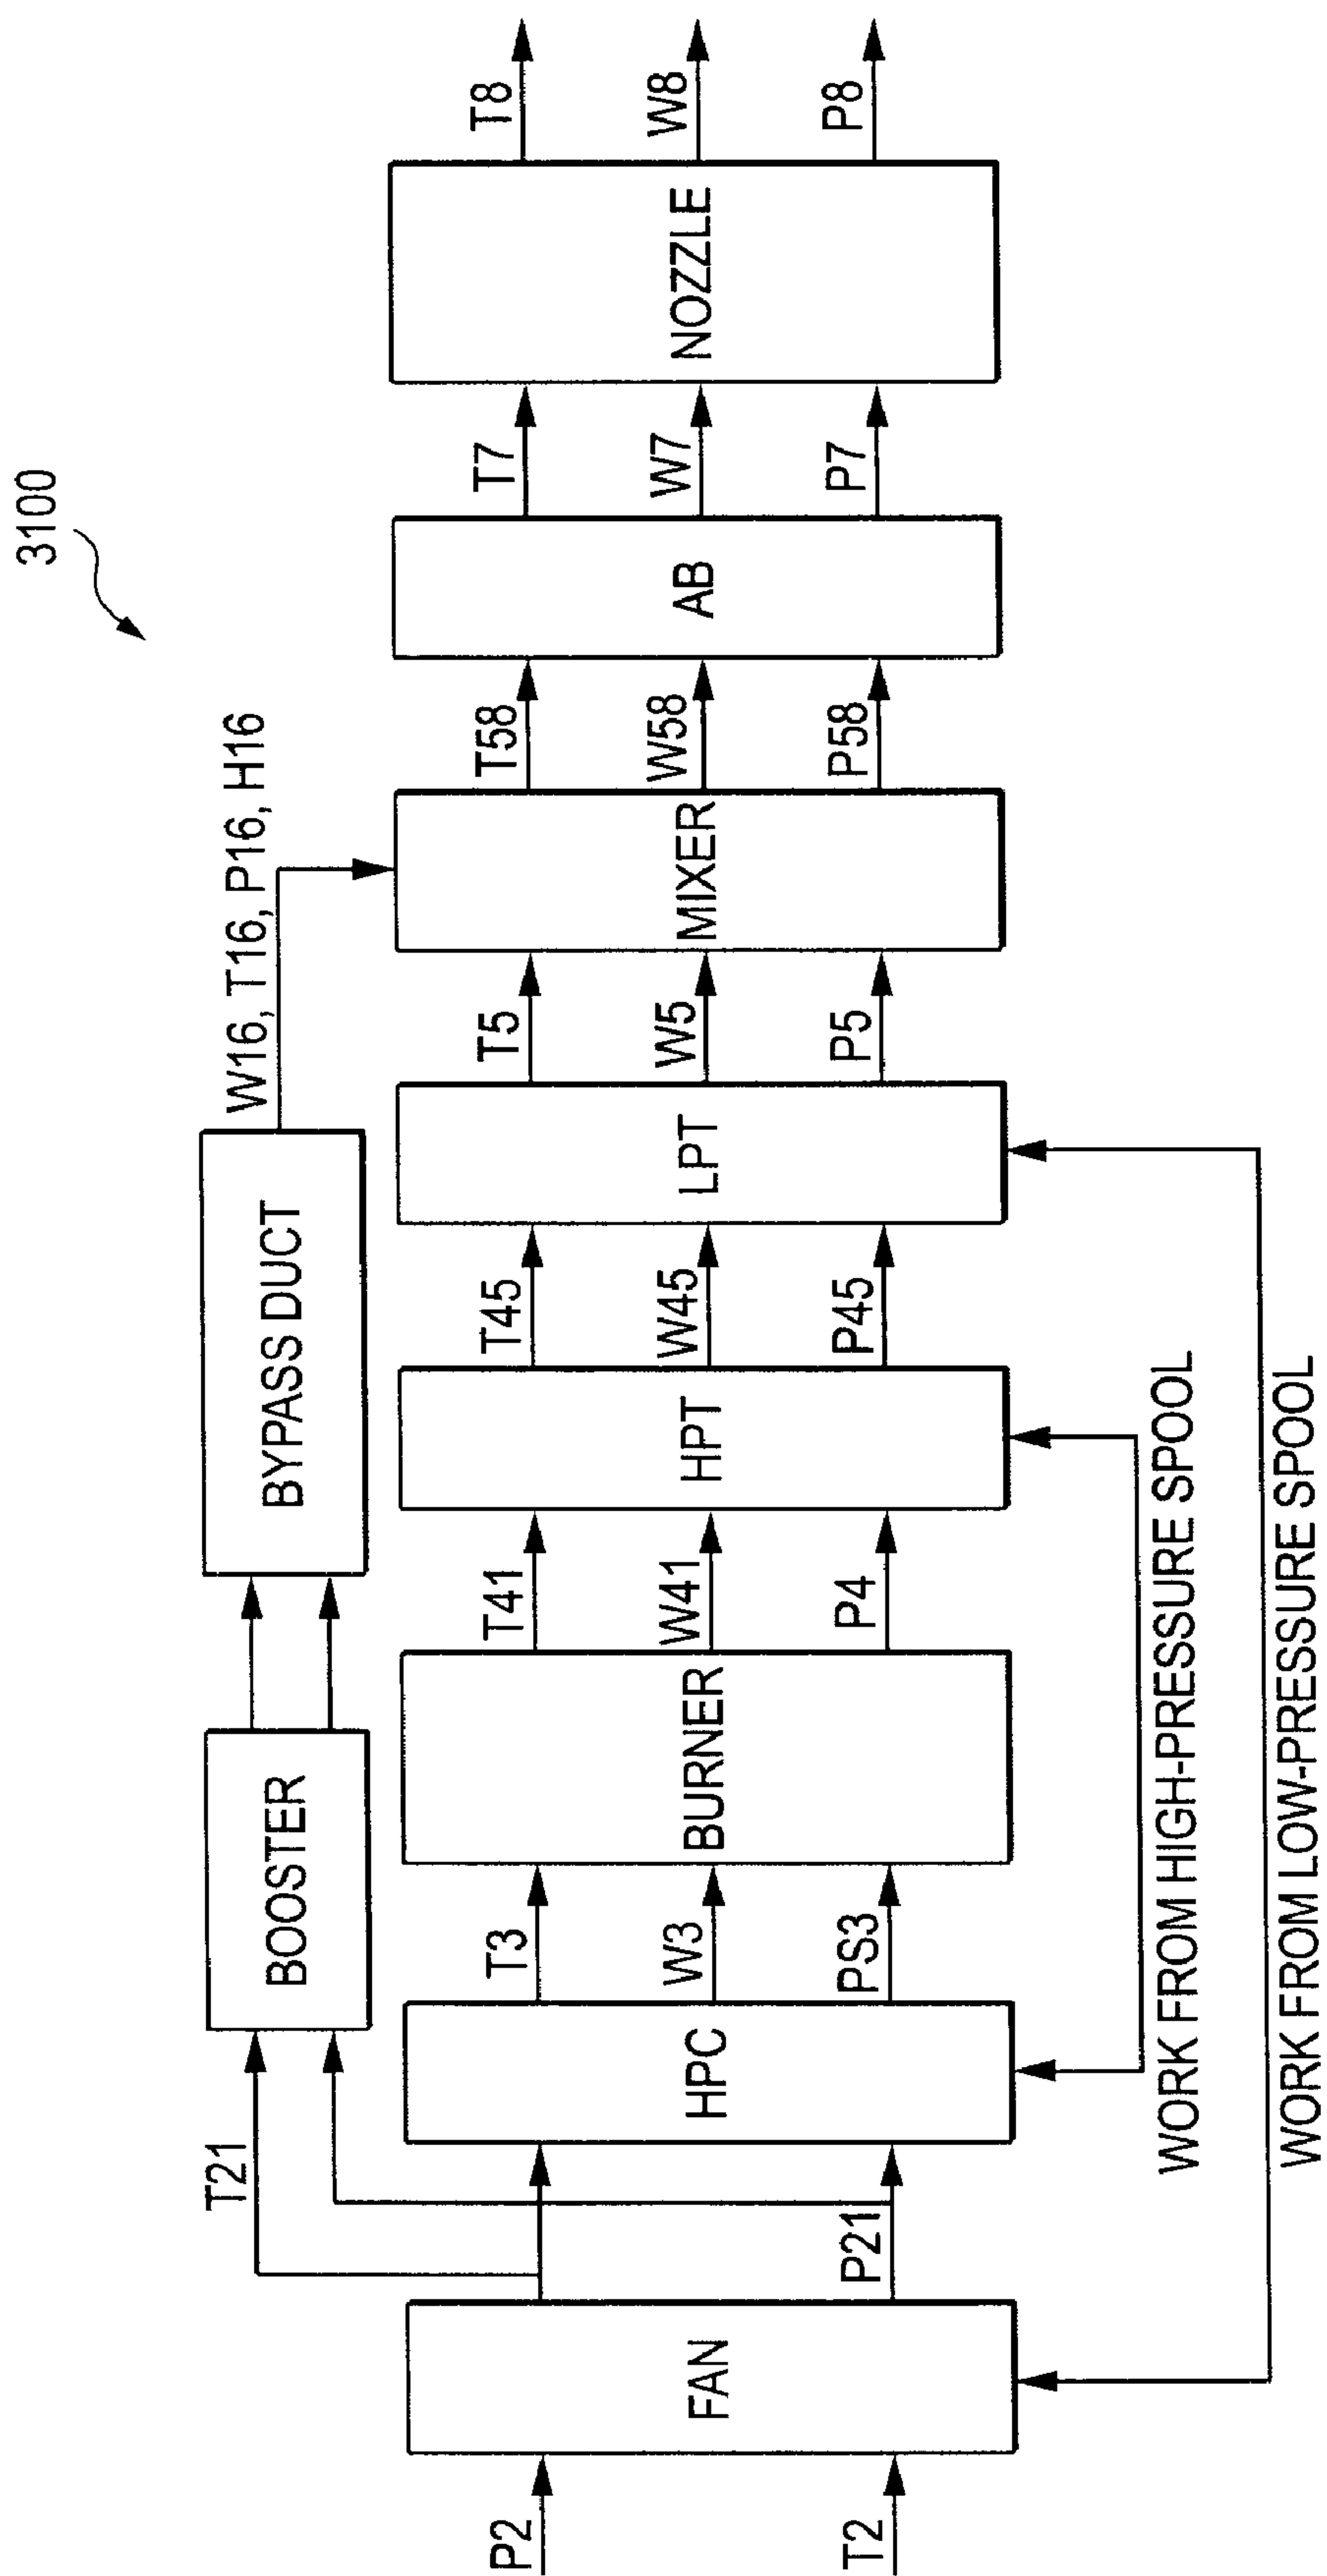 3100
W16, T16, P16, H16
BYPASS DUCT
BOOSTER
T21
P2
T2
FAN
P21
HPC
T3
W3
PS3
BURNER
T41
W41
P4
HPT
T45
W45
P45
LPT
T5
W5
P5
MIXER
T58
W58
P58
AB
T7
W7
P7
NOZZLE
T8
W8
P8
WORK FROM HIGH-PRESSURE SPOOL
WORK FROM LOW-PRESSURE SPOOL